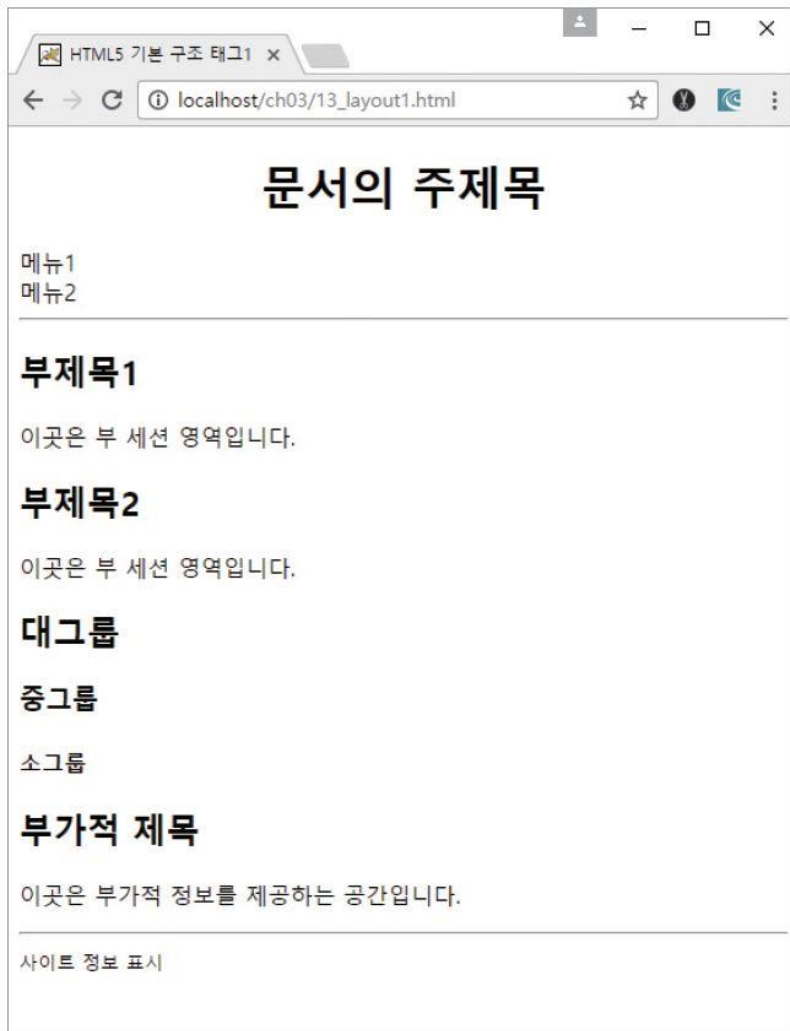 HTML5 기본 구조 태그1
localhost/ch03/13_layout1.html
문서의 주제목
메뉴1
메뉴2
부제목1
이곳은 부 세션 영역입니다.
부제목2
이곳은 부 세션 영역입니다.
대그룹
중그룹
소그룹
부가적 제목
이곳은 부가적 정보를 제공하는 공간입니다.
사이트 정보 표시